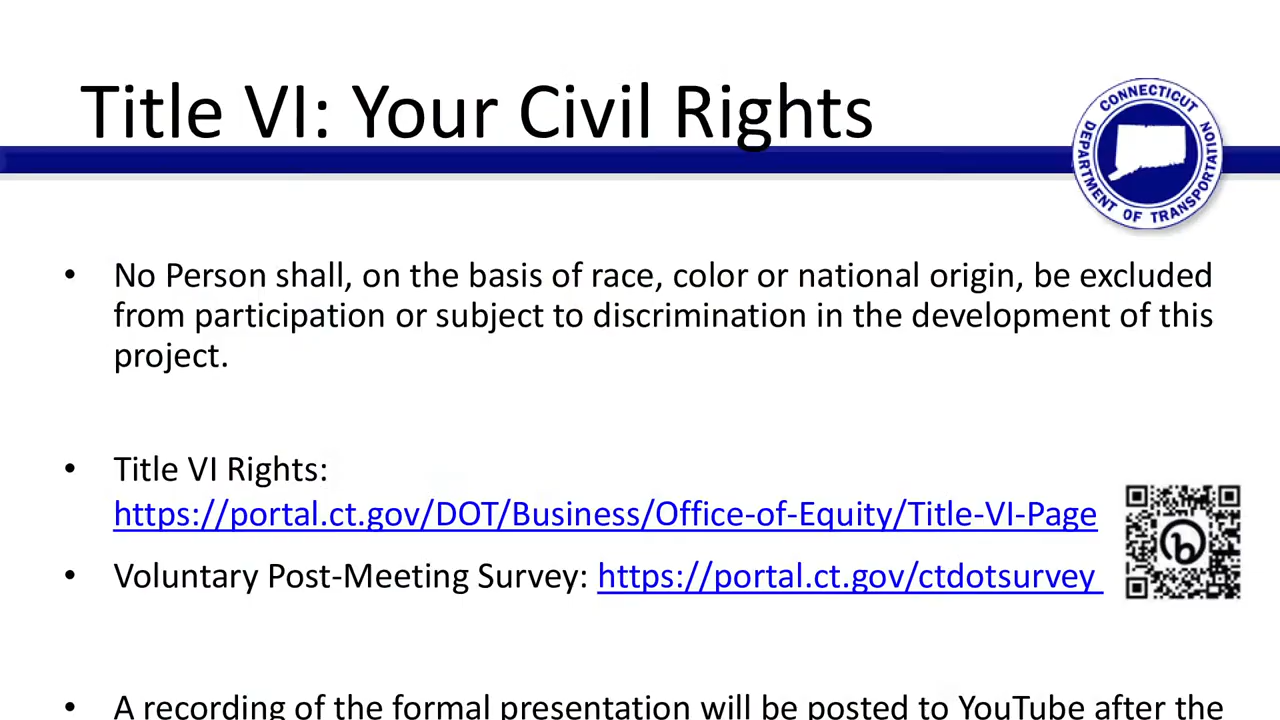 Title VI: Your Civil Rights
CONNECTICUT
DEPARTMENT OF TRANSPORTATION
• No Person shall, on the basis of race, color or national origin, be excluded
from participation or subject to discrimination in the development of this
project.
• Title VI Rights:
https://portal.ct.gov/DOT/Business/Office-of-Equity/Title-VI-Page
• Voluntary Post-Meeting Survey: https://portal.ct.gov/ctdotsurvey
b
• A recording of the formal presentation will be posted to YouTube after the